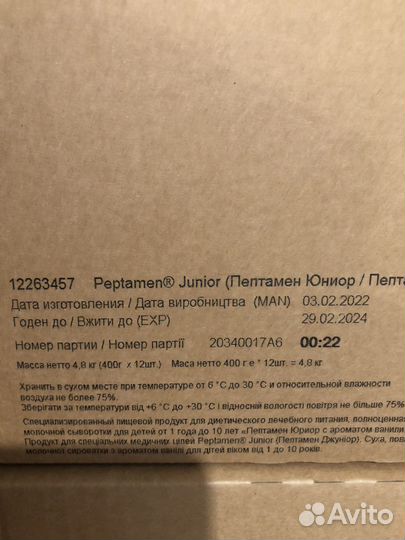 12263457 Peptamen® Junior (Пептамен Юниор / Пепта
Дата изготовления / Дата виробництва (MAN) 03.02.2022
Годен до / Вжити до (EXP) 29.02.2024
Номер партии / Номер партії 20340017A6 00:22
Масса нетто 4,8 кг (400г x 12шт.) Маса нетто 400 г е * 12шт. = 4,8 кг
Хранить в сухом месте при температуре от 6 °С до 30 °С и относительной влажности
воздуха не более 75%.
Зберігати за температури від +6 °С до +30 °С і відносній вологості повітря не більше 75%
Специализированный пищевой продукт для диетического лечебного питания, полноценная
молочной сыворотки для детей от 1 года до 10 лет «Пептамен Юниор с ароматом ванили
Продукт для спеціальних медичних цілей Peptamen® Junior (Пептамен Джуніор). Суха, пов
молочної сироватки з ароматом ванілі для дітей віком від 1 до 10 років.
Avito